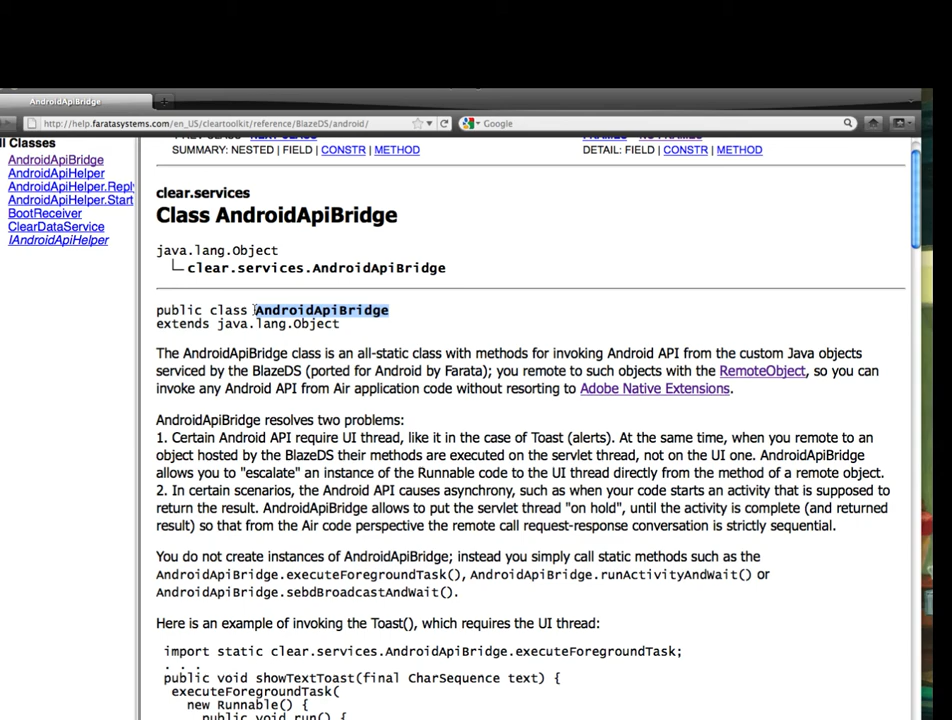 AndroidApiBridge
http://help.faratasystems.com/en_US/cleartoolkit/reference/BlazeDS/android/
Google
All Classes
AndroidApiBridge
AndroidApiHelper
AndroidApiHelper.Reply
AndroidApiHelper.Start
BootReceiver
ClearDataService
IAndroidApiHelper
SUMMARY: NESTED | FIELD | CONSTR | METHOD
DETAIL: FIELD | CONSTR | METHOD
clear.services
Class AndroidApiBridge
java.lang.Object
clear.services.AndroidApiBridge
public class AndroidApiBridge
extends java.lang.Object
The AndroidApiBridge class is an all-static class with methods for invoking Android API from the custom Java objects
serviced by the BlazeDS (ported for Android by Farata); you remote to such objects with the RemoteObject, so you can
invoke any Android API from Air application code without resorting to Adobe Native Extensions.
AndroidApiBridge resolves two problems:
1. Certain Android API require UI thread, like it in the case of Toast (alerts). At the same time, when you remote to an
object hosted by the BlazeDS their methods are executed on the servlet thread, not on the UI one. AndroidApiBridge
allows you to "escalate" an instance of the Runnable code to the UI thread directly from the method of a remote object.
2. In certain scenarios, the Android API causes asynchrony, such as when your code starts an activity that is supposed to
return the result. AndroidApiBridge allows to put the servlet thread "on hold", until the activity is complete (and returned
result) so that from the Air code perspective the remote call request-response conversation is strictly sequential.
You do not create instances of AndroidApiBridge; instead you simply call static methods such as the
AndroidApiBridge.executeForegroundTask(), AndroidApiBridge.runActivityAndWait() or
AndroidApiBridge.sebdBroadcastAndWait().
Here is an example of invoking the Toast(), which requires the UI thread:
import static clear.services.AndroidApiBridge.executeForegroundTask;
. . .
public void showTextToast(final CharSequence text) {
executeForegroundTask(
new Runnable() {
public void run() {